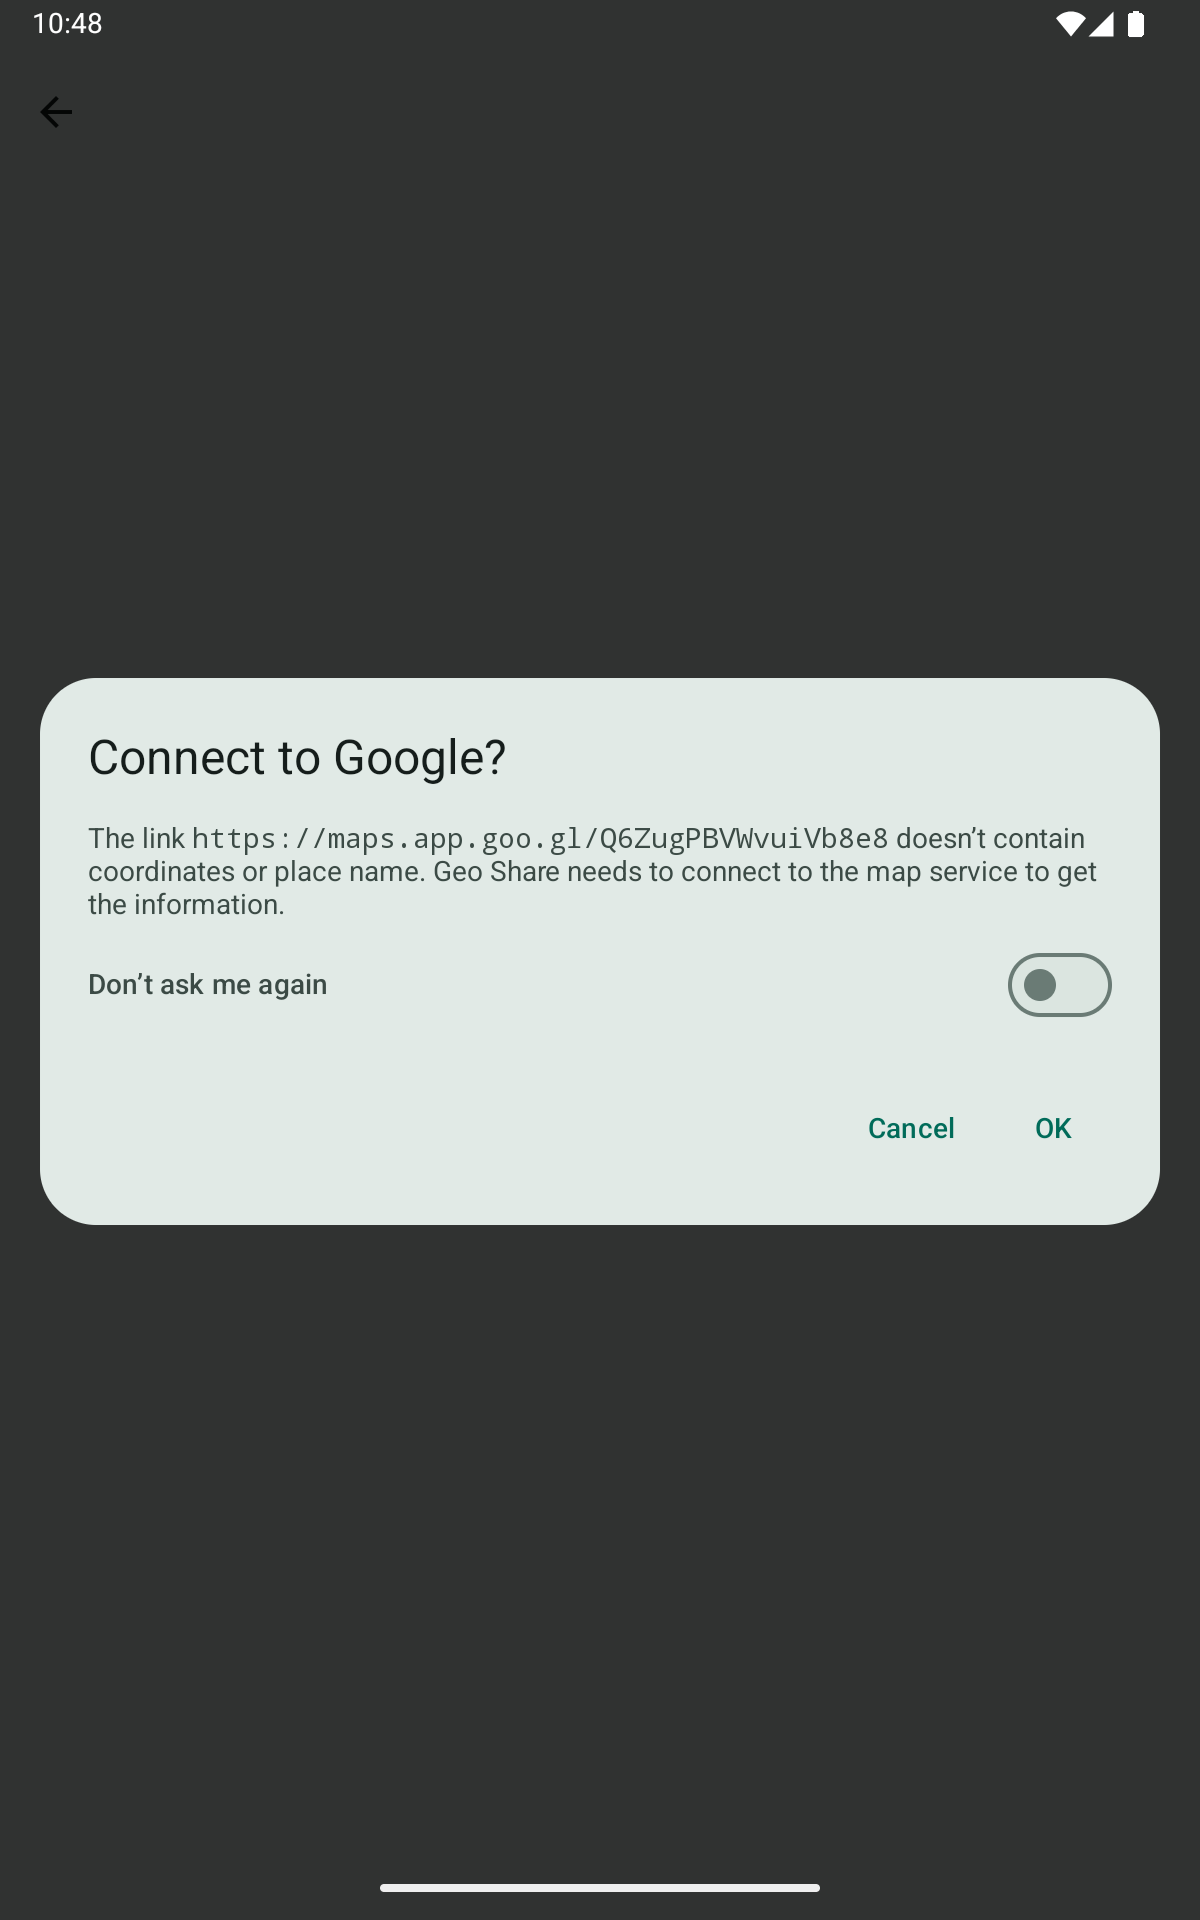 10:48
Connect to Google?
The link https://maps.app.goo.gl/Q6ZugPBVWvuiVb8e8 doesn’t contain
coordinates or place name. Geo Share needs to connect to the map service to get
the information.
Don’t ask me again
Cancel OK